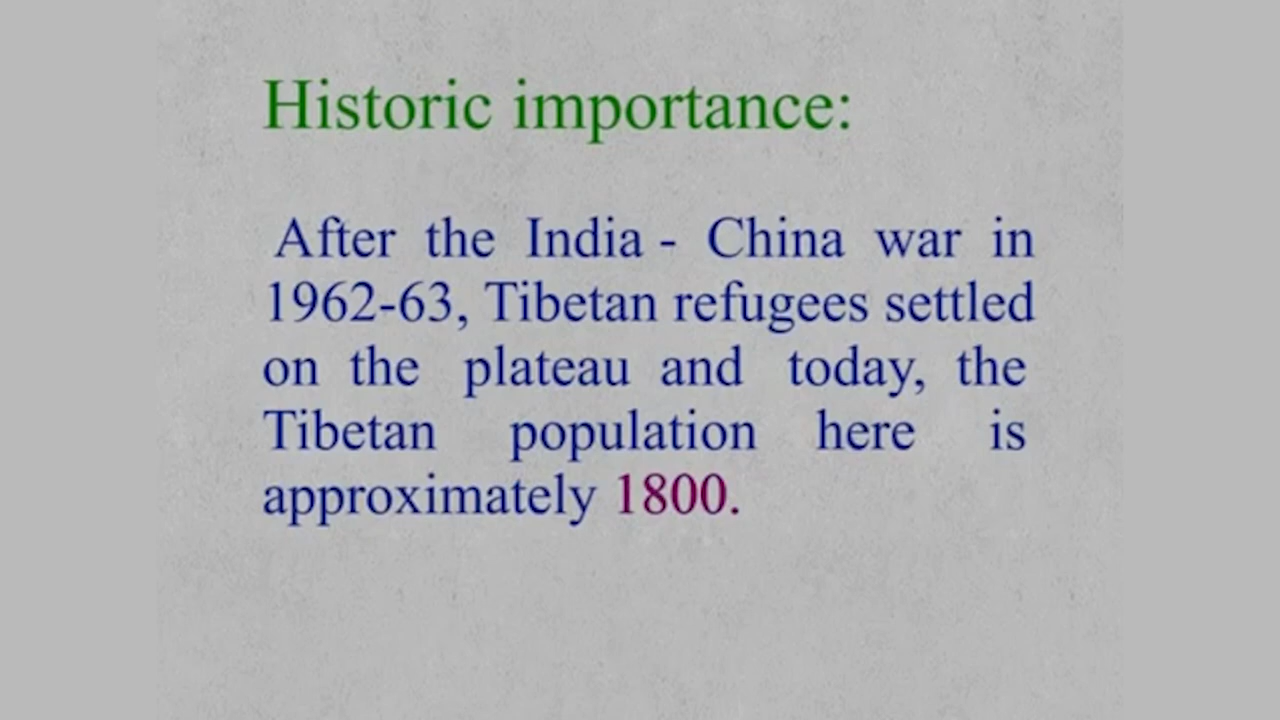 Historic importance:
After the India - China war in
1962-63, Tibetan refugees settled
on the plateau and today, the
Tibetan population here is
approximately 1800.